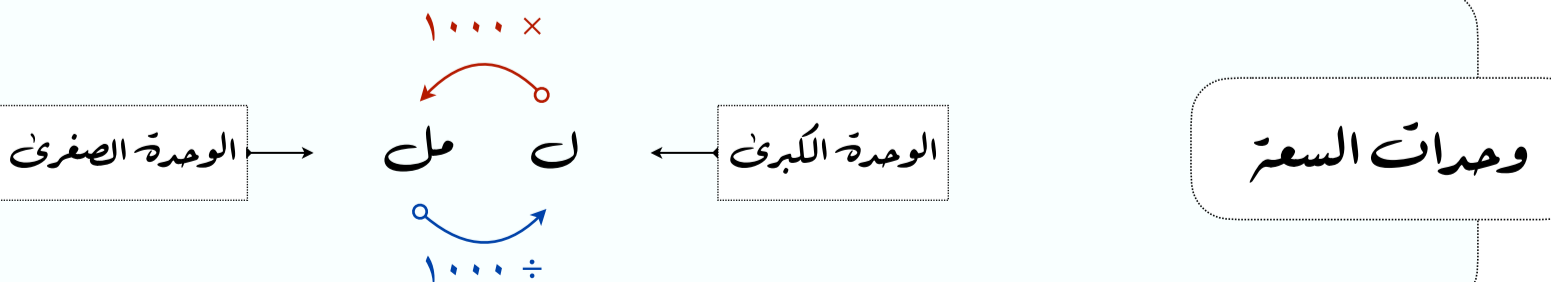 وحدات السعة
× ١٠٠٠
الوحدة الكبرى
ل
مل
الوحدة الصغرى
÷ ١٠٠٠